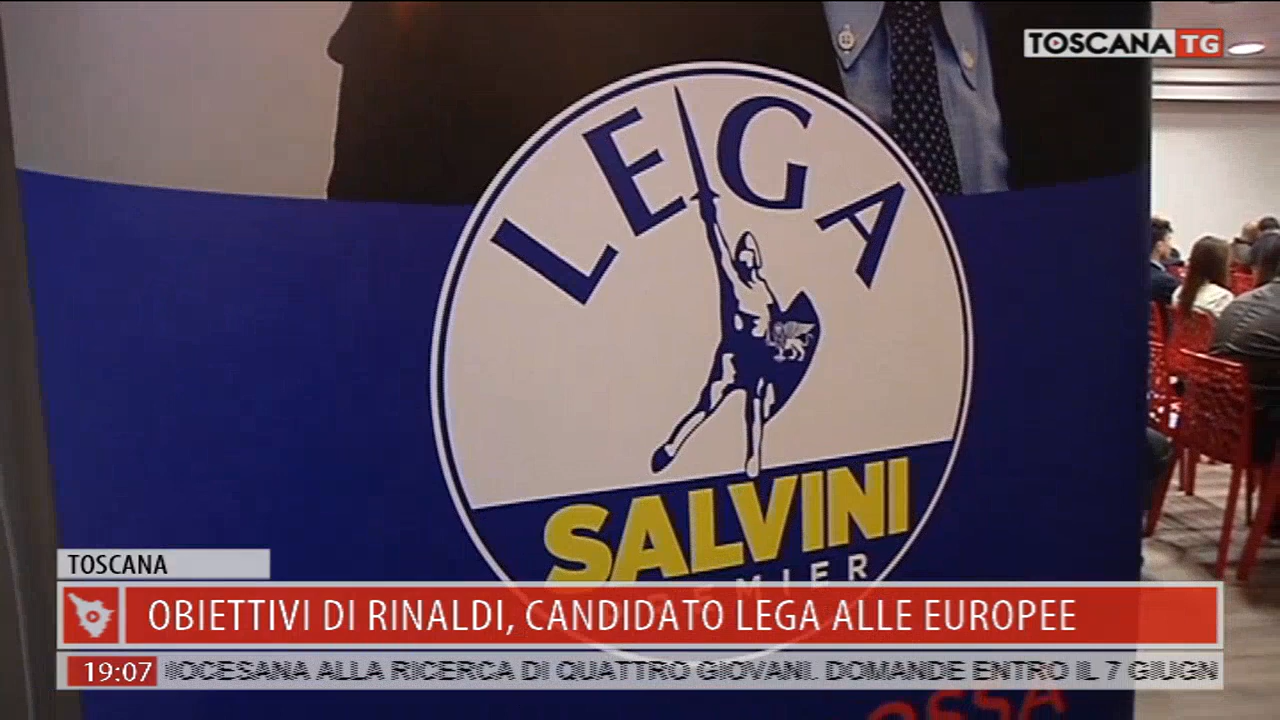 TOSCANA TG
LEGA
SALVINI
PREMIER
TOSCANA
OBIETTIVI DI RINALDI, CANDIDATO LEGA ALLE EUROPEE
19:07 DIOCESANA ALLA RICERCA DI QUATTRO GIOVANI. DOMANDE ENTRO IL 7 GIUGN